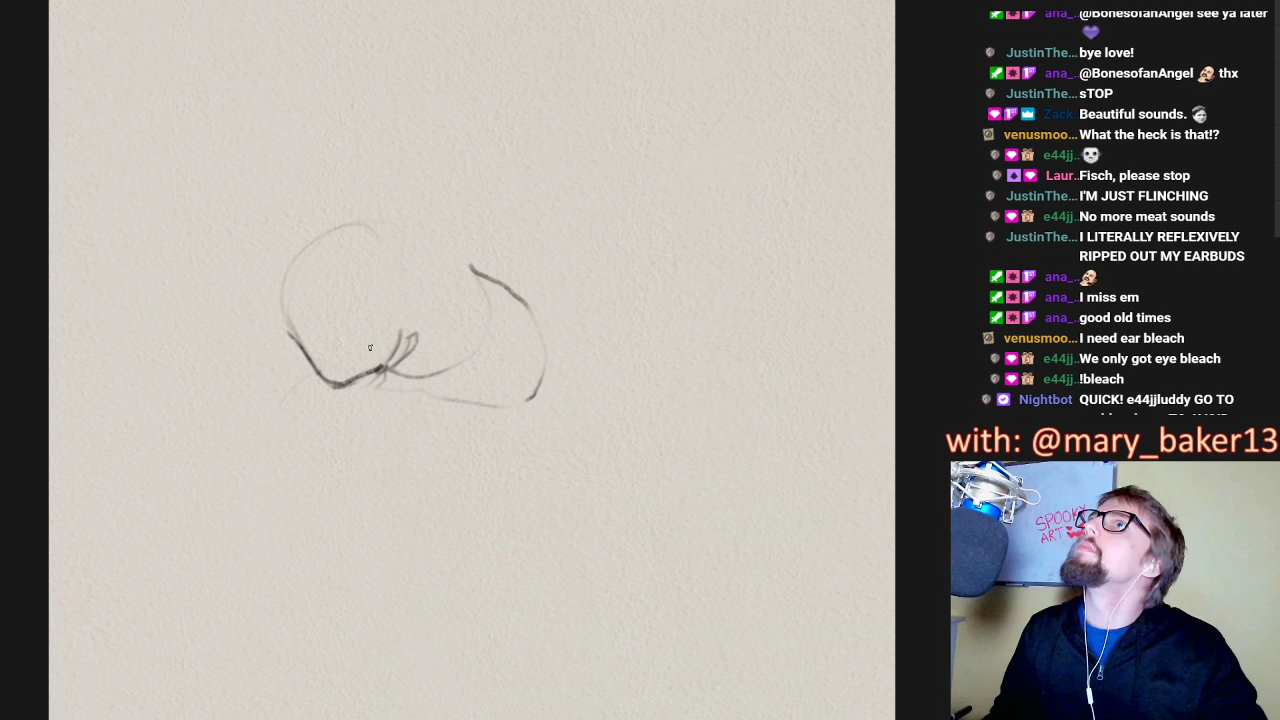 @BonesofanAngel see ya later
JustinThe... bye love!
ana_.. @BonesofanAngel thx
JustinThe... sTOP
Zack Beautiful sounds.
venusmoo... What the heck is that!?
e44jj..
Laur.. Fisch, please stop
JustinThe... I'M JUST FLINCHING
e44jj.. No more meat sounds
JustinThe... I LITERALLY REFLEXIVELY
RIPPED OUT MY EARBUDS
ana_..
ana_.. I miss em
ana_.. good old times
venusmoo... I need ear bleach
e44jj.. We only got eye bleach
e44jj.. !bleach
Nightbot QUICK! e44jjluddy GO TO
with: @mary_baker13
SPOOKY
ART